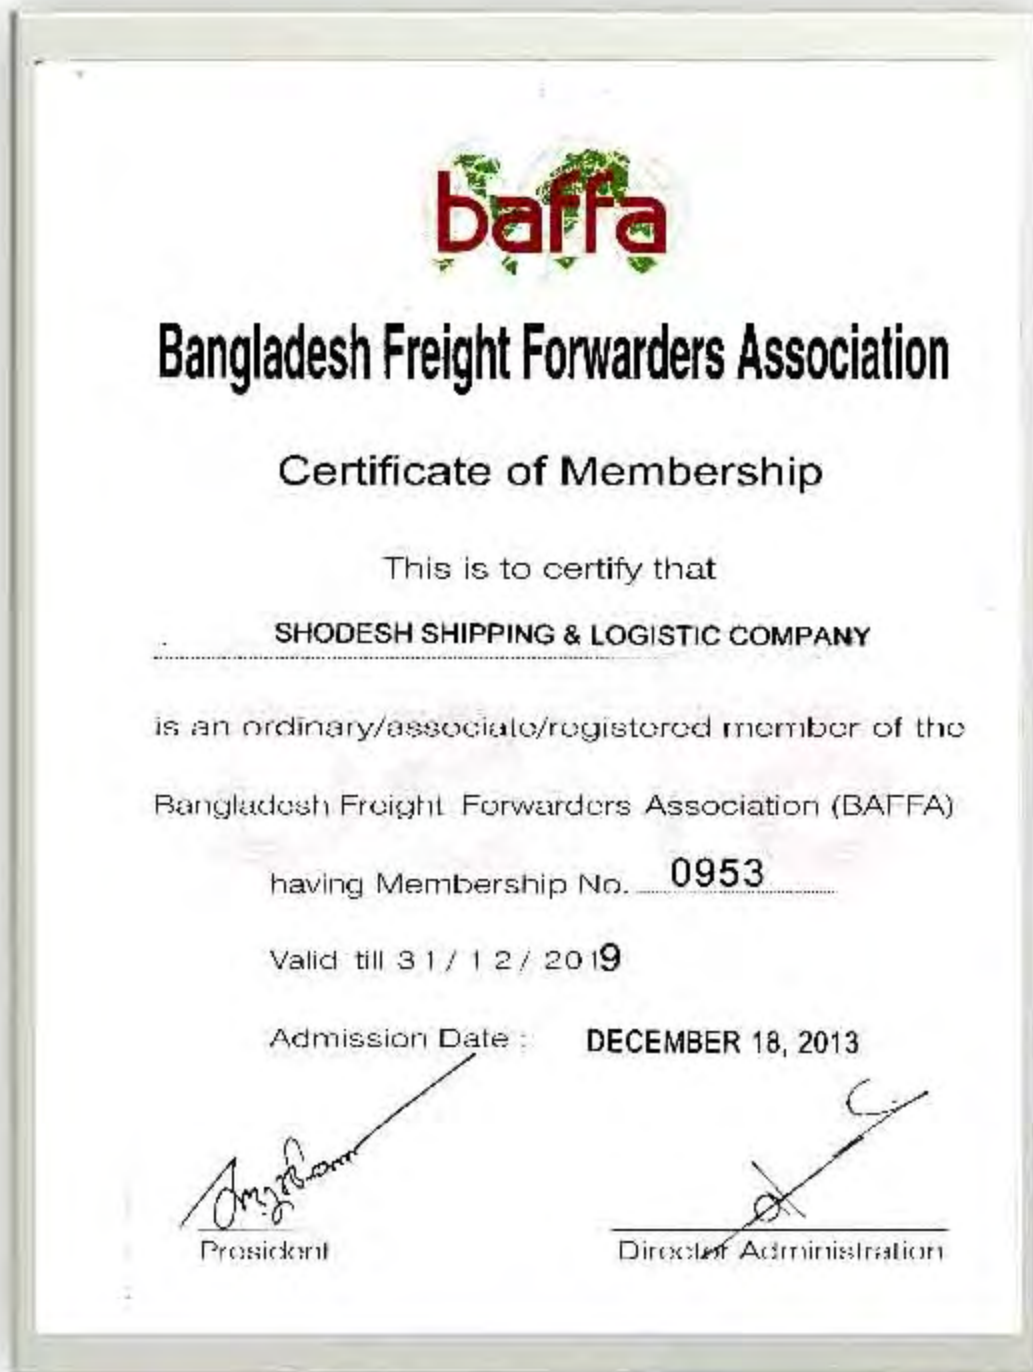 baffa
Bangladesh Freight Forwarders Association
Certificate of Membership
This is to certify that
SHODESH SHIPPING & LOGISTIC COMPANY
is an ordinary/associate/registered member of the
Bangladesh Freight Forwarders Association (BAFFA)
having Membership No. 0953
Valid till 31/12/2019
Admission Date : DECEMBER 18, 2013
President
Director Administration